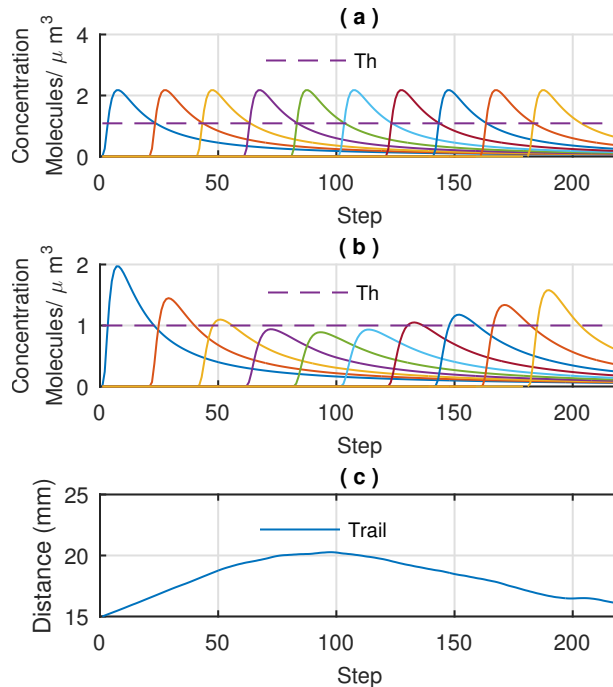 ( a )
Concentration
Molecules/ μ m³
4
2
0
Th
0 50 100 150 200
Step
( b )
Concentration
Molecules/ μ m³
2
1
0
Th
0 50 100 150 200
Step
( c )
Distance (mm)
25
20
15
Trail
0 50 100 150 200
Step